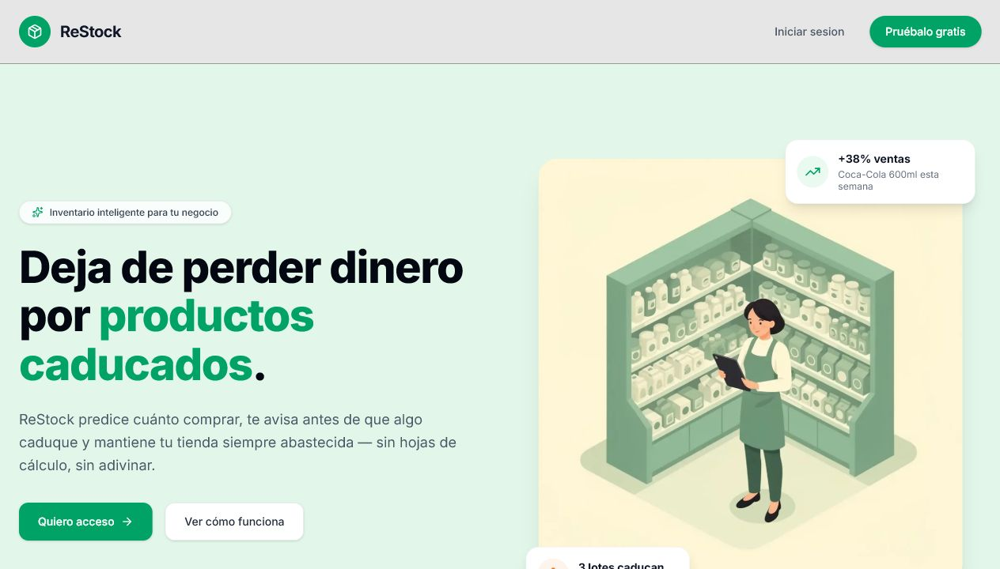 ReStock
Iniciar sesion
Pruébalo gratis
+38% ventas
Coca-Cola 600ml esta
semana
Inventario inteligente para tu negocio
Deja de perder dinero
por productos
caducados.
ReStock predice cuánto comprar, te avisa antes de que algo
caduque y mantiene tu tienda siempre abastecida — sin hojas de
cálculo, sin adivinar.
Quiero acceso
Ver cómo funciona
3 lotes caducan